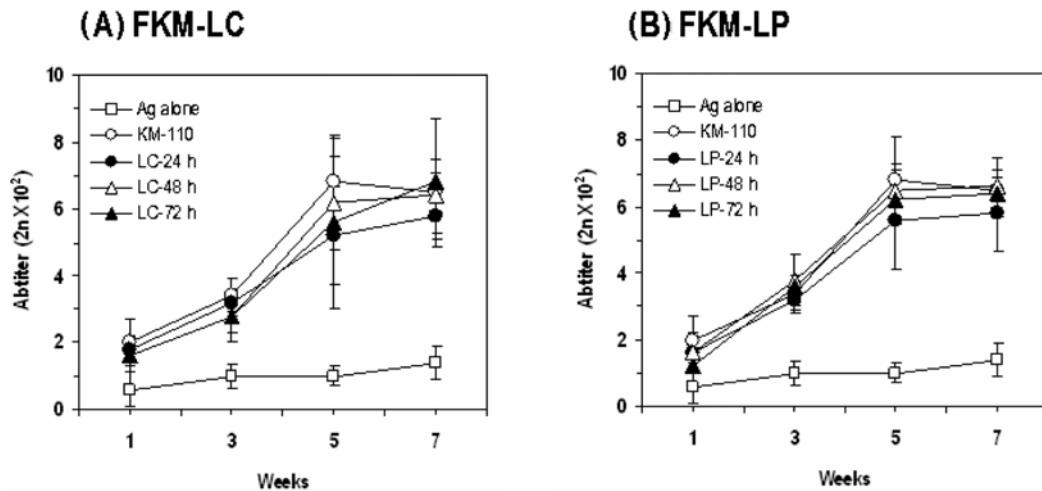 (A) FKM-LC
10
8
6
4
2
0
Abtiter (2n X10²)
Ag alone
KM-110
LC-24 h
LC-48 h
LC-72 h
1 3 5 7
Weeks
(B) FKM-LP
10
8
6
4
2
0
Abtiter (2n X10²)
Ag alone
KM-110
LP-24 h
LP-48 h
LP-72 h
1 3 5 7
Weeks